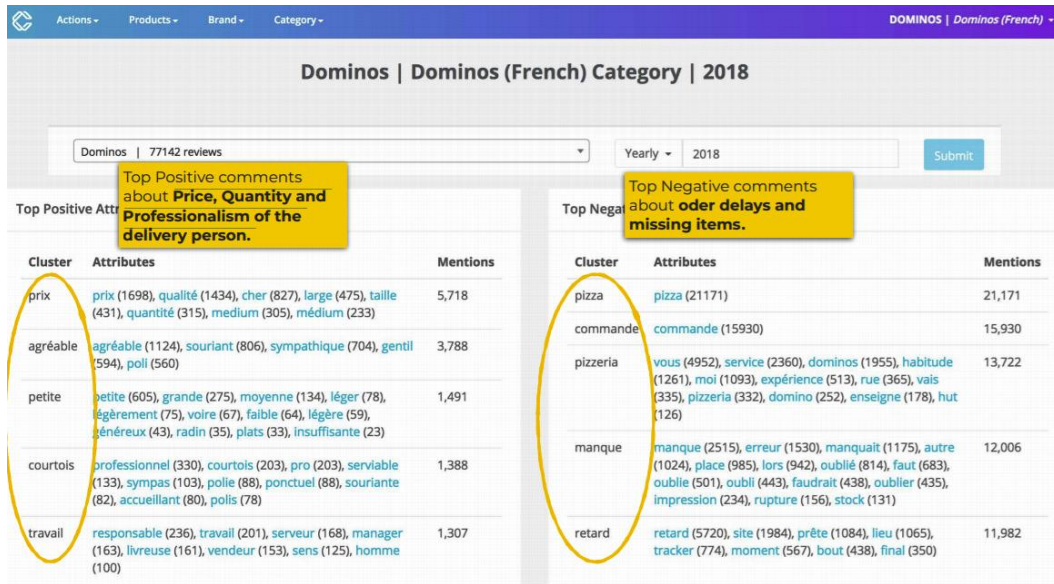 Actions Products Brand Category DOMINOS | Dominos (French)
Dominos | Dominos (French) Category | 2018
Dominos | 77142 reviews Yearly 2018 Submit
Top Positive comments
about Price, Quantity and
Professionalism of the
delivery person.
Top Negative comments
about oder delays and
missing items.
Top Positive
Cluster Attributes Mentions
prix prix (1698), qualité (1434), cher (827), large (475), taille 5,718
(431), quantité (315), medium (305), médium (233)
agréable agréable (1124), souriant (806), sympathique (704), gentil 3,788
(594), poli (560)
petite petite (605), grande (275), moyenne (134), léger (78), 1,491
légèrement (75), voire (67), faible (64), légère (59),
généreux (43), radin (35), plats (33), insuffisante (23)
courtois professionnel (330), courtois (203), pro (203), serviable 1,388
(133), sympas (103), polie (88), ponctuel (88), souriante
(82), accueillant (80), polis (78)
travail responsable (236), travail (201), serveur (168), manager 1,307
(163), livreuse (161), vendeur (153), sens (125), homme
(100)
Top
Cluster Attributes Mentions
pizza pizza (21171) 21,171
commande commande (15930) 15,930
pizzeria vous (4952), service (2360), dominos (1955), habitude 13,722
(1261), moi (1093), expérience (513), rue (365), vais
(335), pizzeria (332), domino (252), enseigne (178), hut
(126)
manque manque (2515), erreur (1530), manquait (1175), autre 12,006
(1024), place (985), lors (942), oublié (814), faut (683),
oublie (501), oubli (443), faudrait (438), oublier (435),
impression (234), rupture (156), stock (131)
retard retard (5720), site (1984), prête (1084), lieu (1065), 11,982
tracker (774), moment (567), bout (438), final (350)